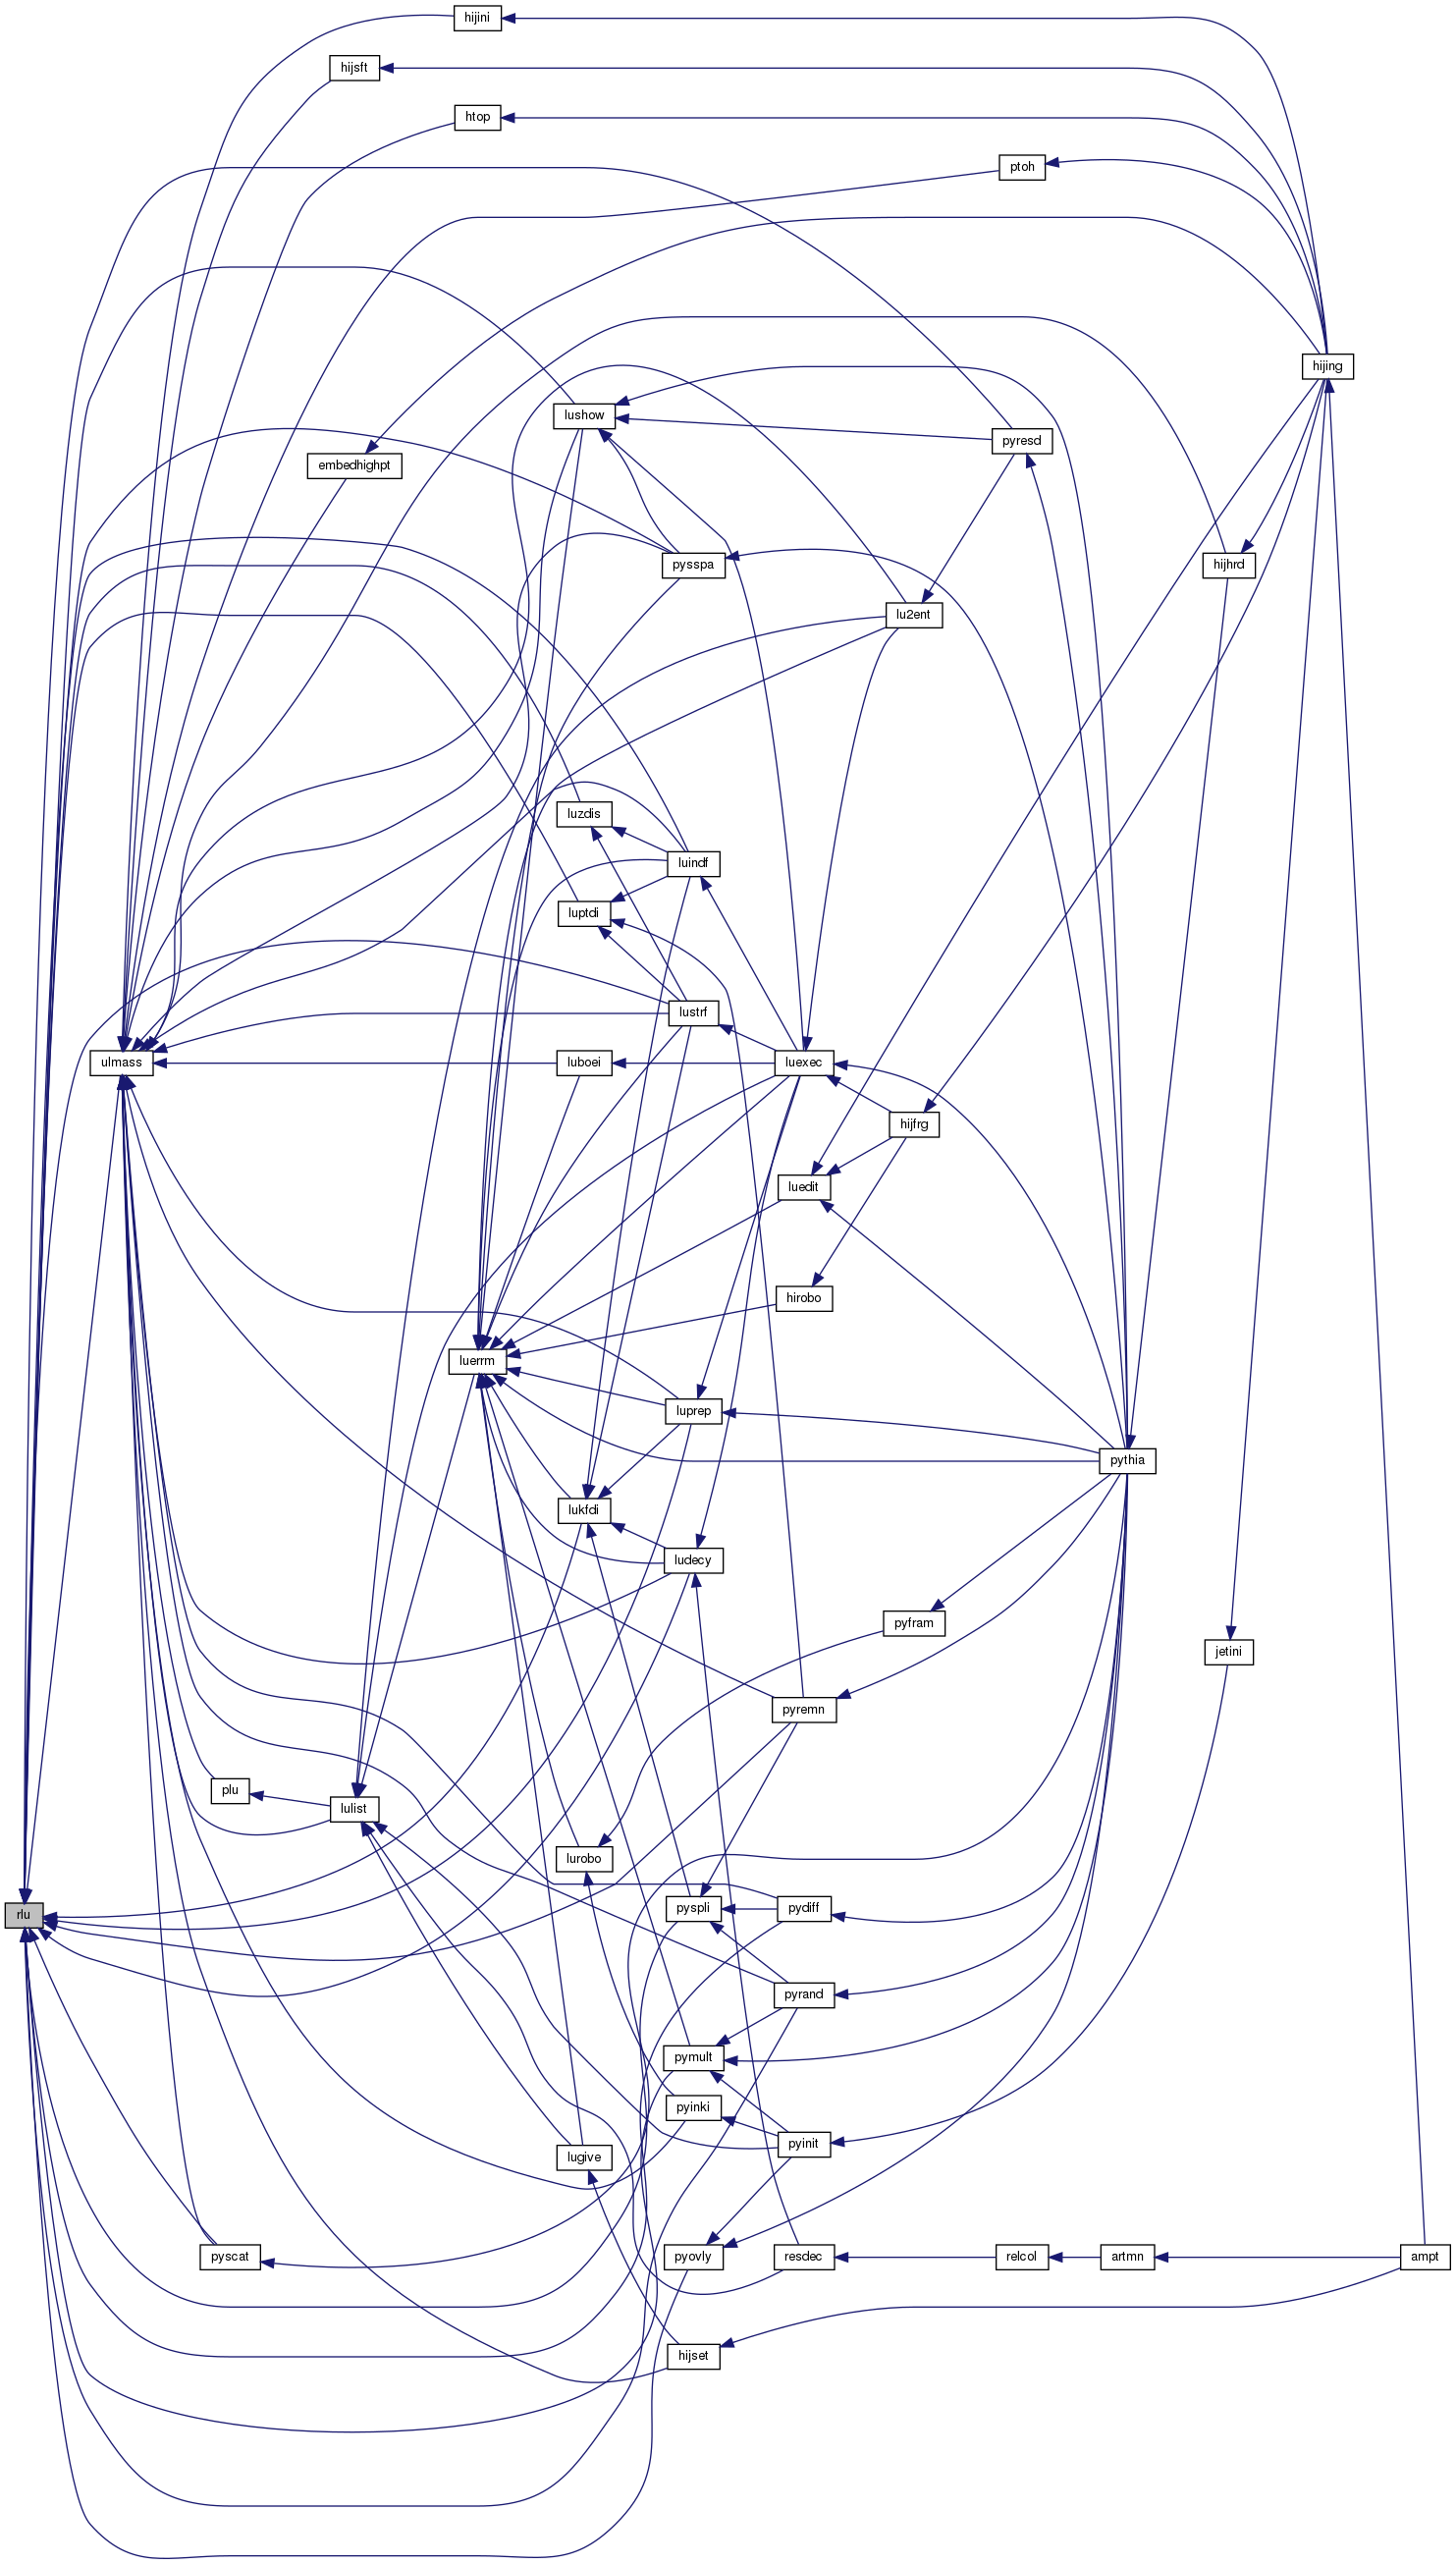 hijini
hijsft
htop
ptoh
hijing
lushow
pyresd
embedhighpt
pysspa
hijhrd
lu2ent
luzdis
luindf
luptdi
lustrf
ulmass
luboei
luexec
hijfrg
luedit
hirobo
luerrm
luprep
pythia
lukfdi
ludecy
pyfram
jetini
pyremn
plu
lulist
lurobo
rlu
pyspli
pydiff
pyrand
pymult
pyinki
pyinit
lugive
pyscat
pyovly
resdec
relcol
artmn
ampt
hijset